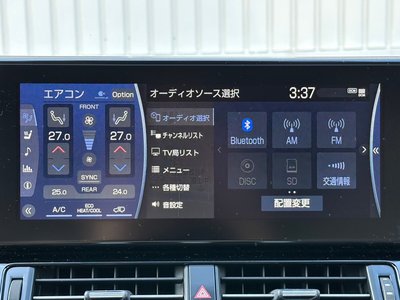 エアコン
Option
FRONT
27.0
27.0
SYNC
REAR
25.0
24.0
A/C
ECO
HEAT/COOL
オーディオソース選択
3:37
オーディオ選択
チャンネルリスト
TV局リスト
メニュー
各種切替
音設定
Bluetooth
AM
FM
DISC
SD
交通情報
配置変更